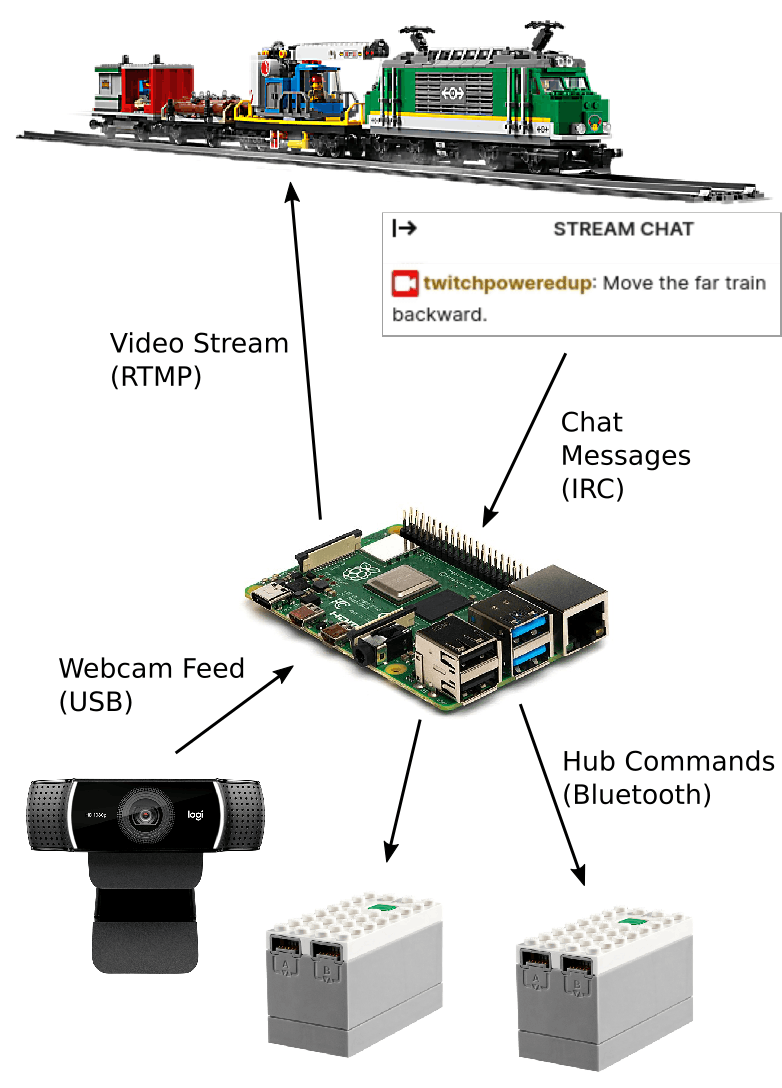 STREAM CHAT
twitchpoweredup: Move the far train
backward.
Video Stream
(RTMP)
Chat
Messages
(IRC)
Webcam Feed
(USB)
logi
Hub Commands
(Bluetooth)
A
B
A
B